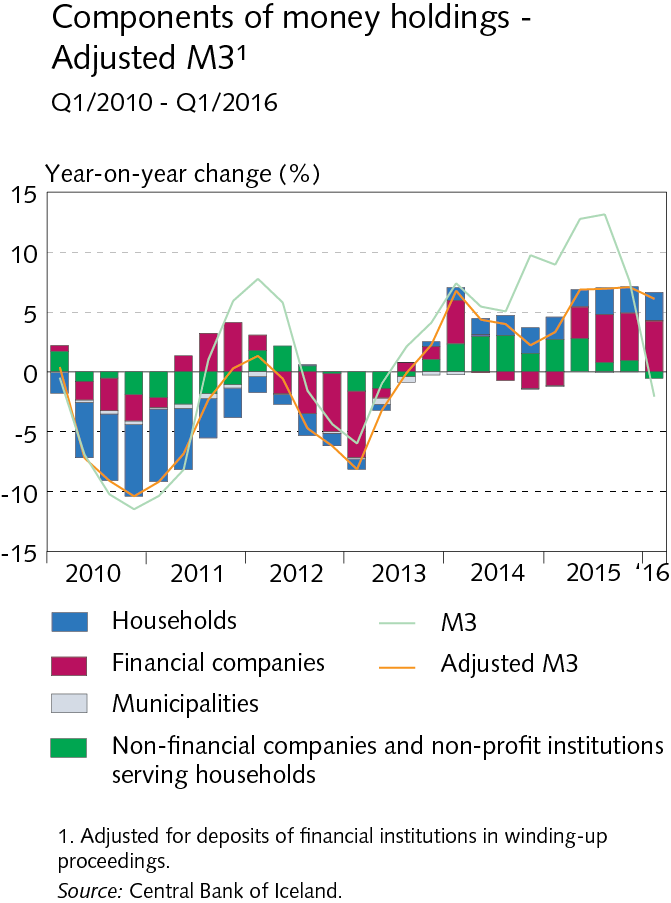 Components of money holdings -
Adjusted M3¹
Q1/2010 - Q1/2016
Year-on-year change (%)
15
10
5
0
-5
-10
-15
2010 2011 2012 2013 2014 2015 ‘16
Households
M3
Financial companies
Adjusted M3
Municipalities
Non-financial companies and non-profit institutions
serving households
1. Adjusted for deposits of financial institutions in winding-up
proceedings.
Source: Central Bank of Iceland.